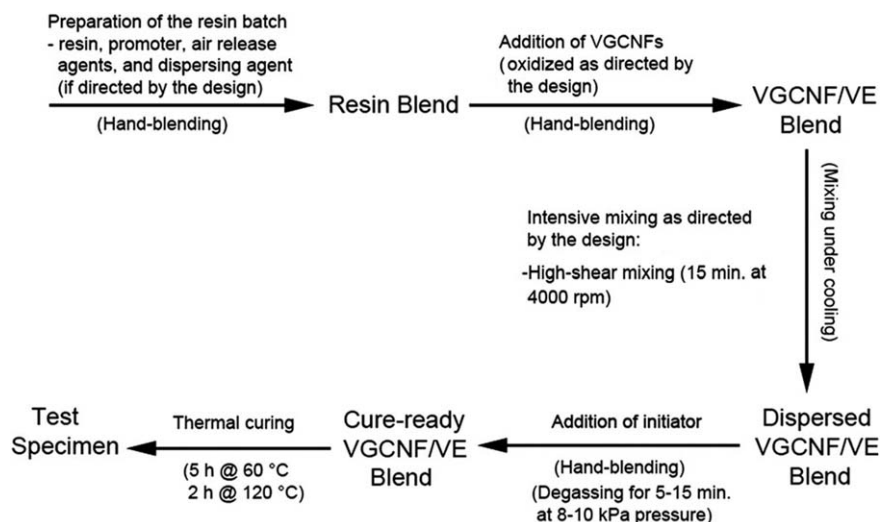 Preparation of the resin batch
- resin, promoter, air release
agents, and dispersing agent
(if directed by the design)
(Hand-blending)
Resin Blend
Addition of VGCNFs
(oxidized as directed by
the design)
(Hand-blending)
VGCNF/VE
Blend
(Mixing under cooling)
Intensive mixing as directed
by the design:
-High-shear mixing (15 min. at
4000 rpm)
Dispersed
VGCNF/VE
Blend
Addition of initiator
(Hand-blending)
(Degassing for 5-15 min.
at 8-10 kPa pressure)
Cure-ready
VGCNF/VE
Blend
Thermal curing
(5 h @ 60 °C
2 h @ 120 °C)
Test
Specimen